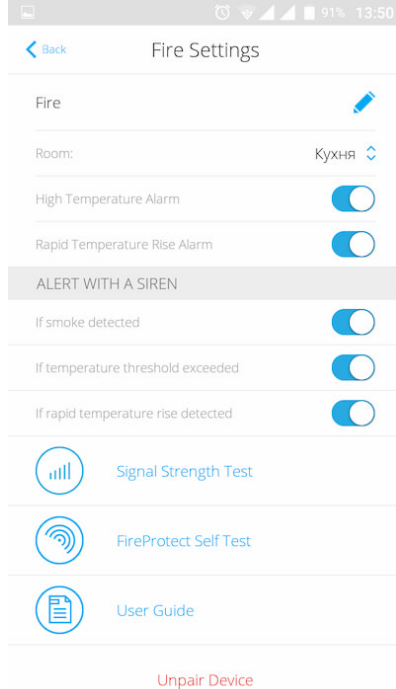 91% 13:50
Back Fire Settings
Fire
Room: Кухня
High Temperature Alarm
Rapid Temperature Rise Alarm
ALERT WITH A SIREN
If smoke detected
If temperature threshold exceeded
If rapid temperature rise detected
Signal Strength Test
FireProtect Self Test
User Guide
Unpair Device